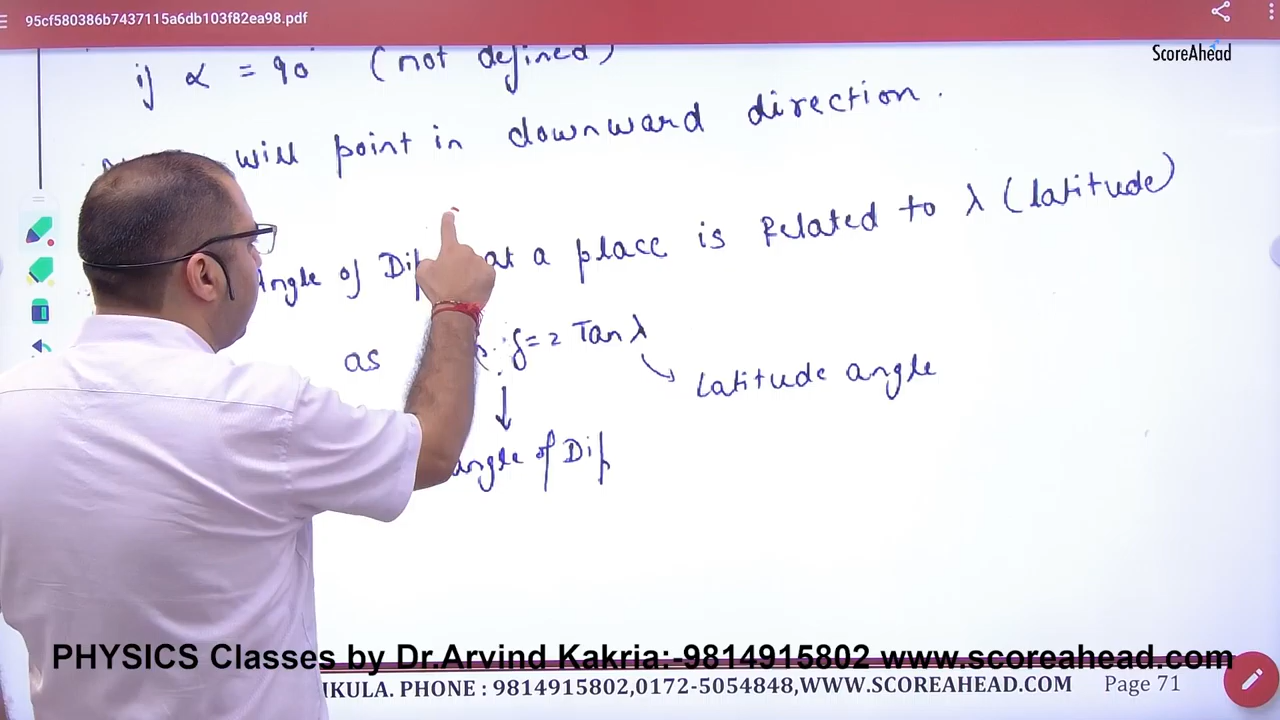 95cf580386b7437115a6db103f82ea98.pdf
ScoreAhead
if α = 90° (not defined)
will point in downward direction.
Angle of Dip at a place is Related to λ (latitude)
as δ = 2 Tan λ
Latitude angle
angle of Dip
PHYSICS Classes by Dr.Arvind Kakria:-9814915802 www.scoreahead.com
IKULA. PHONE : 9814915802,0172-5054848,WWW.SCOREAHEAD.COM Page 71